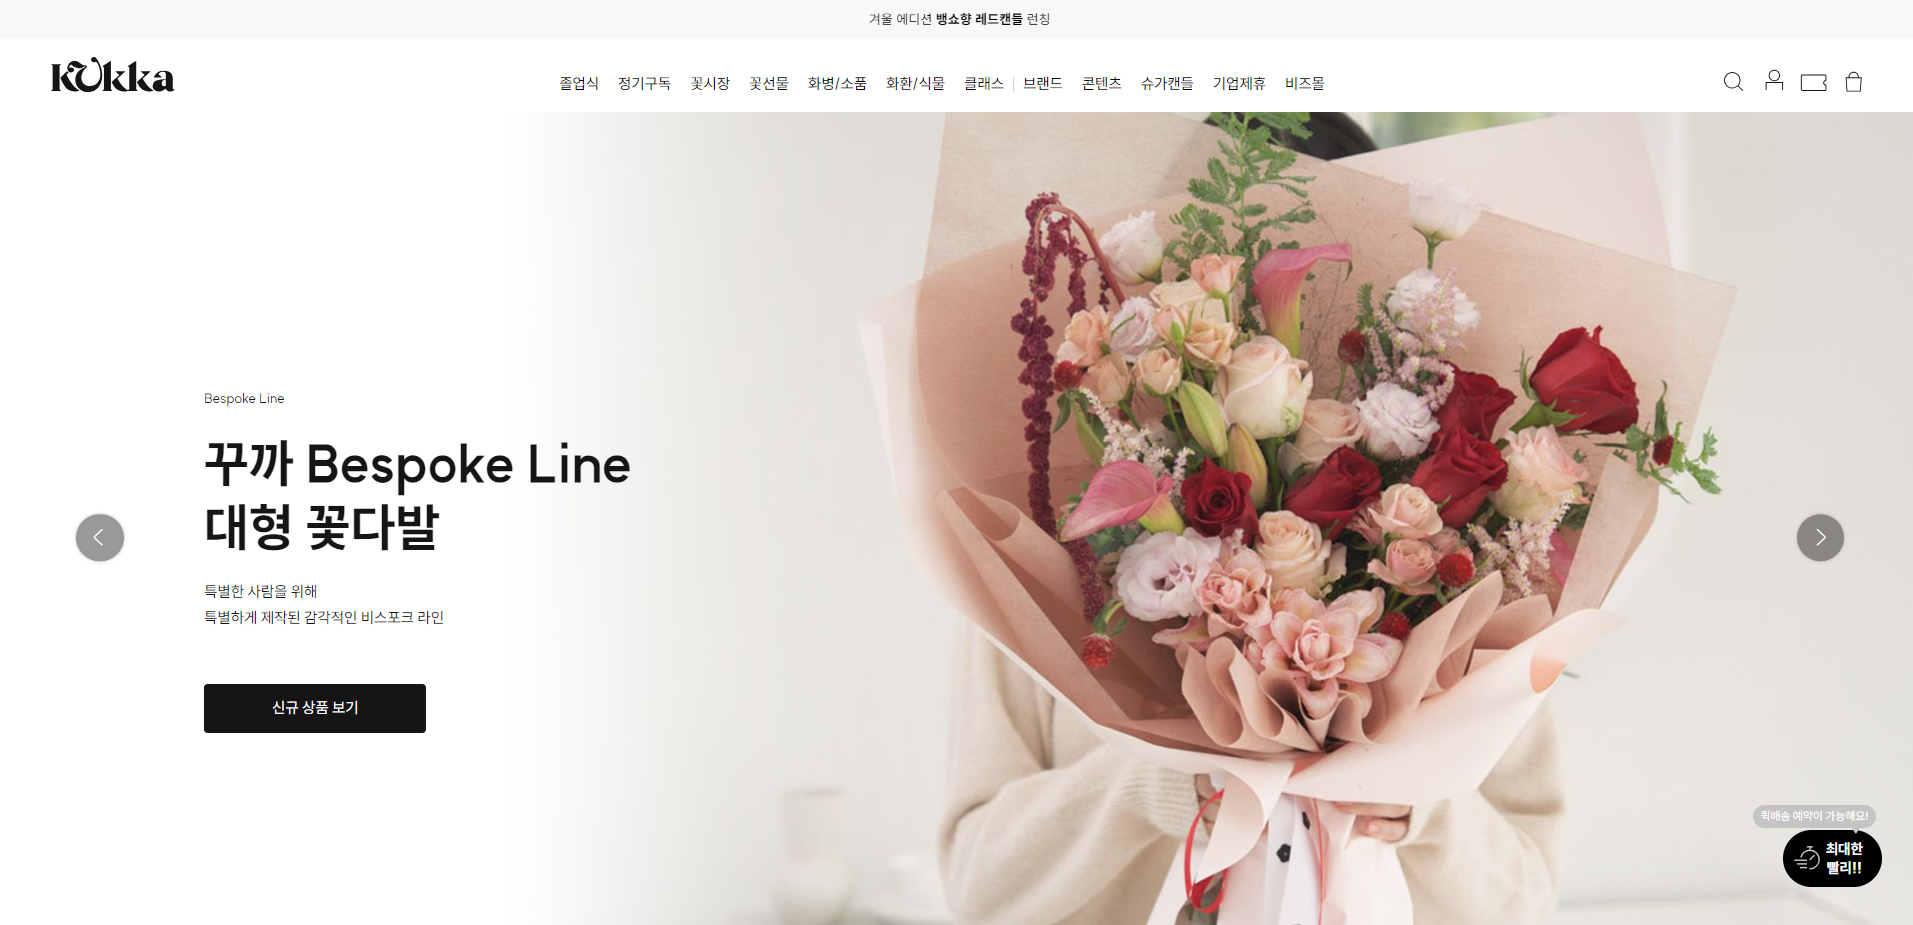 겨울 에디션 뱅쇼향 레드캔들 런칭
Kukka
졸업식 정기구독 꽃시장 꽃선물 화병/소품 화환/식물 클래스 브랜드 콘텐츠 슈가캔들 기업제휴 비즈몰
Bespoke Line
꾸까 Bespoke Line
대형 꽃다발
특별한 사람을 위해
특별하게 제작된 감각적인 비스포크 라인
신규 상품 보기
퀵배송 예약이 가능해요!
최대한
빨리!!